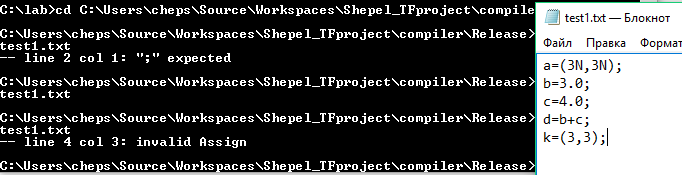 C:\lab>cd C:\Users\cheps\Source\Workspaces\Shepel_TFproject\compiler
C:\Users\cheps\Source\Workspaces\Shepel_TFproject\compiler\Release>
test1.txt
-- line 2 col 1: ";" expected
C:\Users\cheps\Source\Workspaces\Shepel_TFproject\compiler\Release>
test1.txt
C:\Users\cheps\Source\Workspaces\Shepel_TFproject\compiler\Release>
test1.txt
-- line 4 col 3: invalid Assign
C:\Users\cheps\Source\Workspaces\Shepel_TFproject\compiler\Release>
test1.txt — Блокнот
Файл Правка Формат
a=(3N,3N);
b=3.0;
c=4.0;
d=b+c;
k=(3,3);